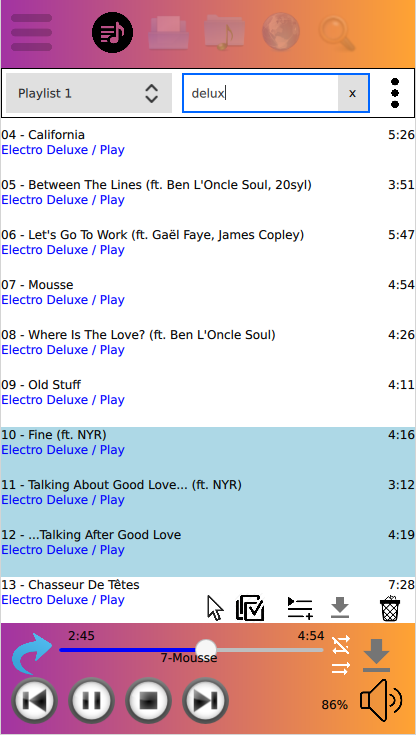 Playlist 1
delux
x
04 - California 5:26
Electro Deluxe / Play
05 - Between The Lines (ft. Ben L'Oncle Soul, 20syl) 3:51
Electro Deluxe / Play
06 - Let's Go To Work (ft. Gaël Faye, James Copley) 5:47
Electro Deluxe / Play
07 - Mousse 4:54
Electro Deluxe / Play
08 - Where Is The Love? (ft. Ben L'Oncle Soul) 4:26
Electro Deluxe / Play
09 - Old Stuff 4:11
Electro Deluxe / Play
10 - Fine (ft. NYR) 4:16
Electro Deluxe / Play
11 - Talking About Good Love... (ft. NYR) 3:12
Electro Deluxe / Play
12 - ...Talking After Good Love 4:19
Electro Deluxe / Play
13 - Chasseur De Têtes 7:28
Electro Deluxe / Play
2:45 4:54
7-Mousse
86%